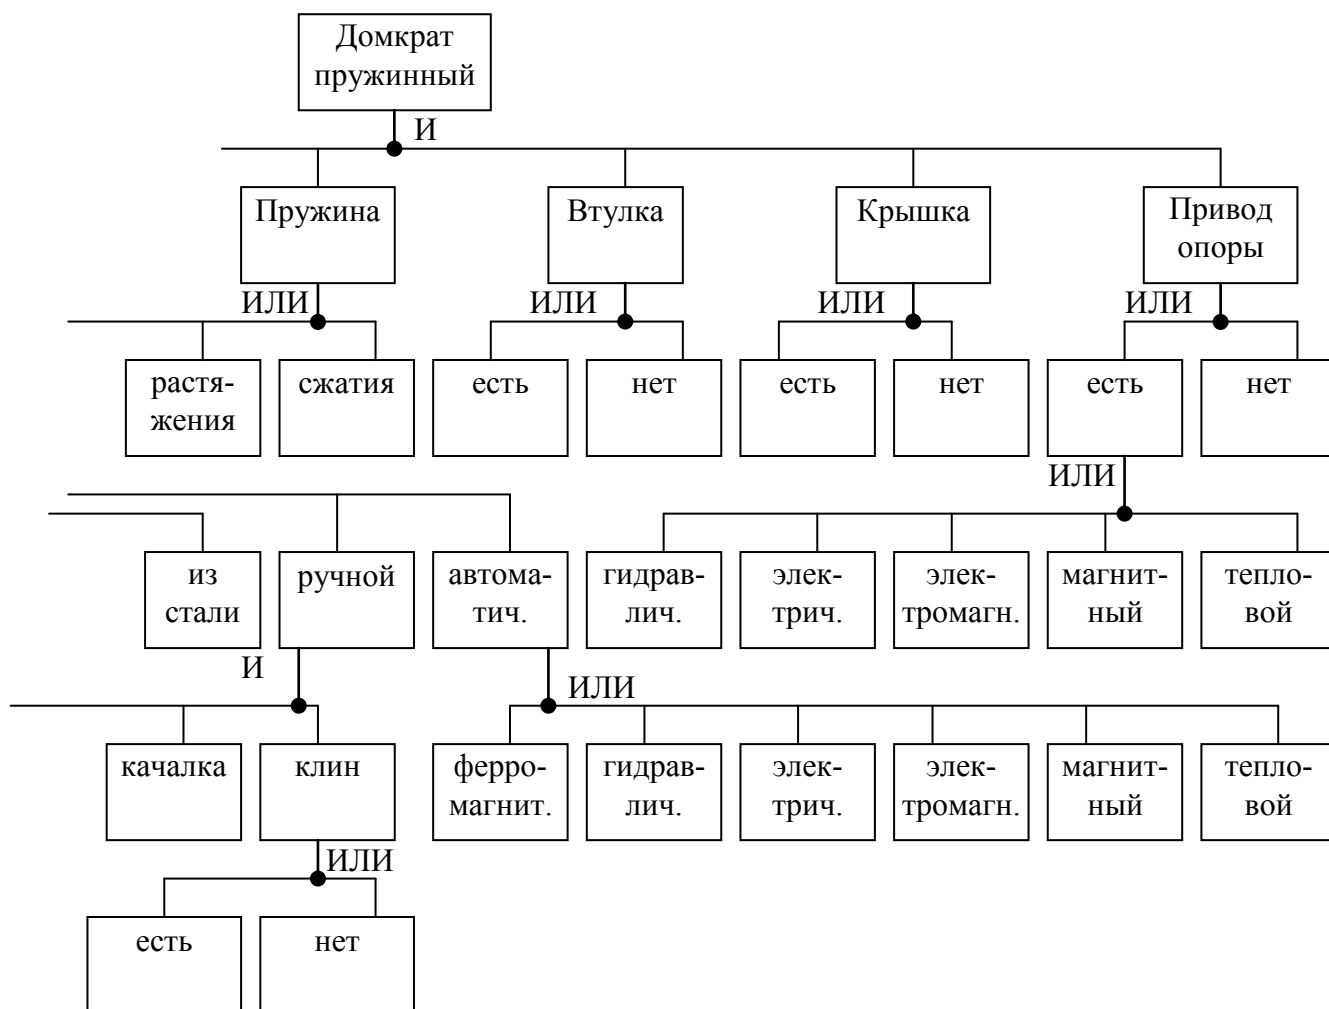 Домкрат
пружинный
И
Пружина
Втулка
Крышка
Привод
опоры
ИЛИ
ИЛИ
ИЛИ
ИЛИ
растя-
жения
сжатия
есть
нет
есть
нет
есть
нет
ИЛИ
из
стали
ручной
автома-
тич.
гидрав-
лич.
элек-
трич.
элек-
тромагн.
магнит-
ный
тепло-
вой
И
ИЛИ
качалка
клин
ферро-
магнит.
гидрав-
лич.
элек-
трич.
элек-
тромагн.
магнит-
ный
тепло-
вой
ИЛИ
есть
нет